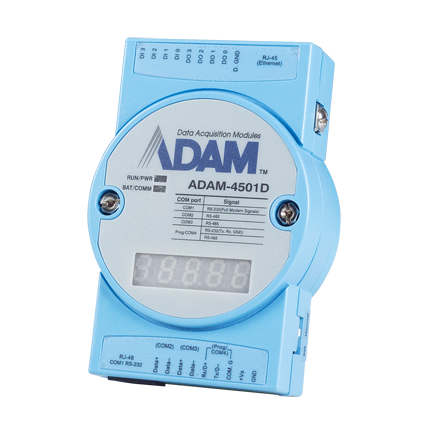 DI 3
DI 2
DI 1
DI 0
DO 3
DO 2
DO 1
DO 0
D. GND
RJ-45
(Ethernet)
Data Acquisition Modules
ADAM
TM
RUN/PWR
BAT/COMM
ADAM-4501D
COM port Signal
COM1 RS-232(Full Modem Signals)
COM2 RS-485
COM3 RS-485
Prog/COM4 RS-232(Tx, Rx, GND)
RS-485
RJ-48
COM1 RS-232
(COM2)
(COM3)
(Prog/
COM4)
Data+
Data-
Data+
Data-
Rx/D+
Tx/D-
COM. G
+Vs
GND